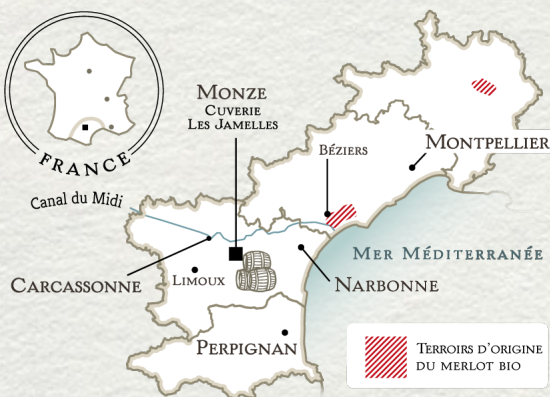 FRANCE
MONZE
CUVERIE
LES JAMELLES
BÉZIERS
MONTPELLIER
Canal du Midi
MER MÉDITERRANÉE
CARCASSONNE
LIMOUX
NARBONNE
PERPIGNAN
TERROIRS D'ORIGINE
DU MERLOT BIO